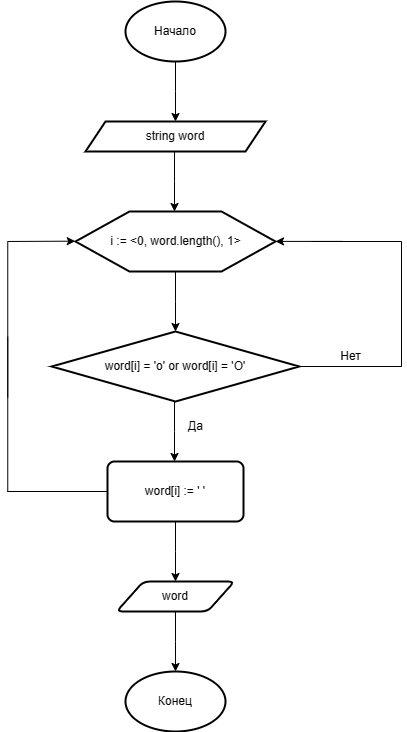 Начало
string word
i := <0, word.length(), 1>
word[i] = 'o' or word[i] = 'O'
Нет
Да
word[i] := ' '
word
Конец